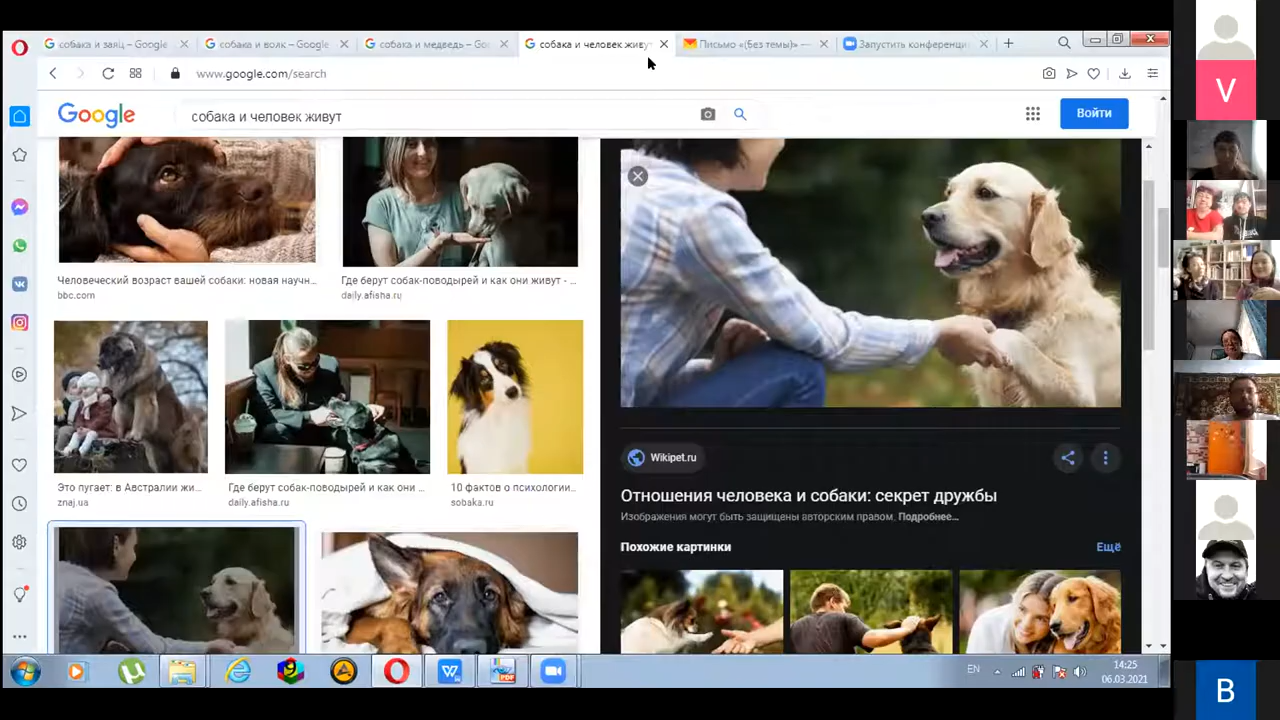 собака и заяц – Google
собака и волк – Google
собака и медведь – Goo
собака и человек живут
Письмо «(Без темы)» —
Запустить конференци
www.google.com/search
Google
собака и человек живут
Войти
V
Человеческий возраст вашей собаки: новая научн...
bbc.com
Где берут собак-поводырей и как они живут - ...
daily.afisha.ru
Это пугает: в Австралии жи...
znaj.ua
Где берут собак-поводырей и как они ...
daily.afisha.ru
10 фактов о психологии...
sobaka.ru
Wikipet.ru
Отношения человека и собаки: секрет дружбы
Изображения могут быть защищены авторским правом. Подробнее...
Похожие картинки
Ещё
EN
14:25
06.03.2021
B